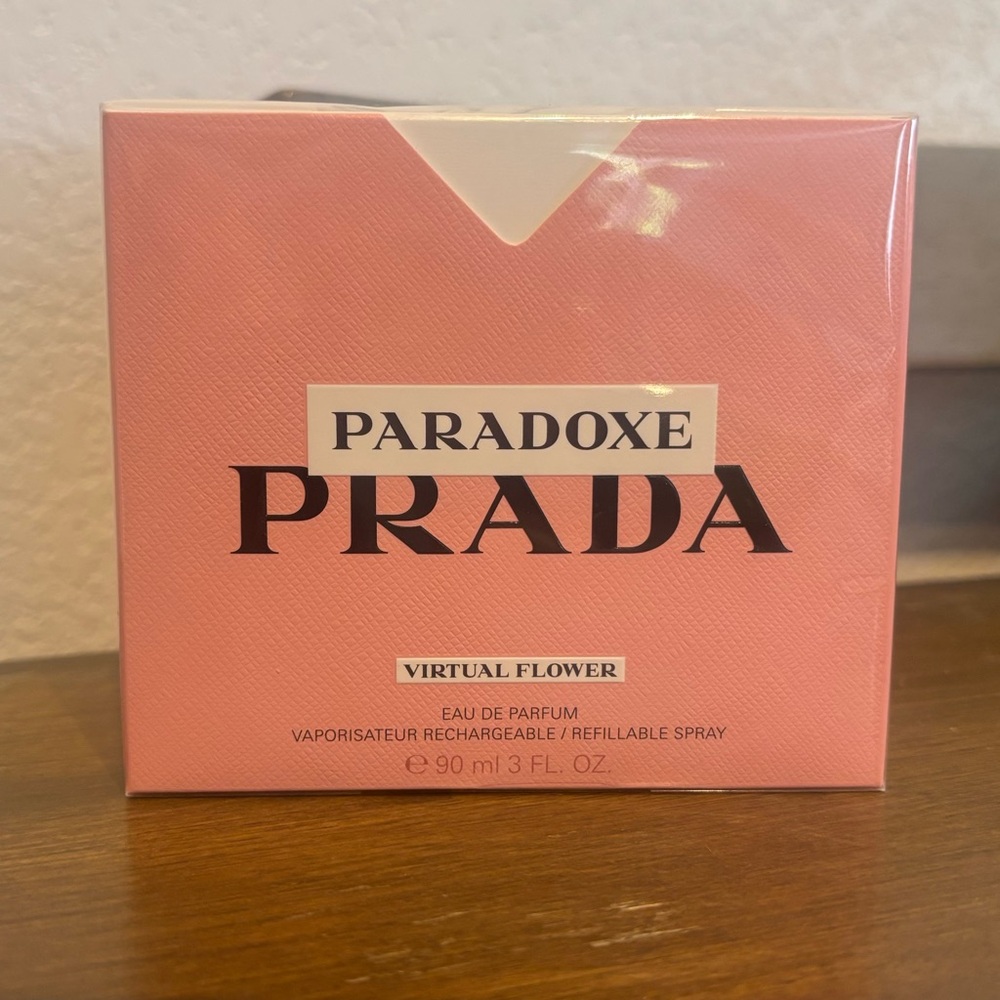 PARADOXE
PRADA
VIRTUAL FLOWER
EAU DE PARFUM
VAPORISATEUR RECHARGEABLE / REFILLABLE SPRAY
℮ 90 ml 3 FL. OZ.